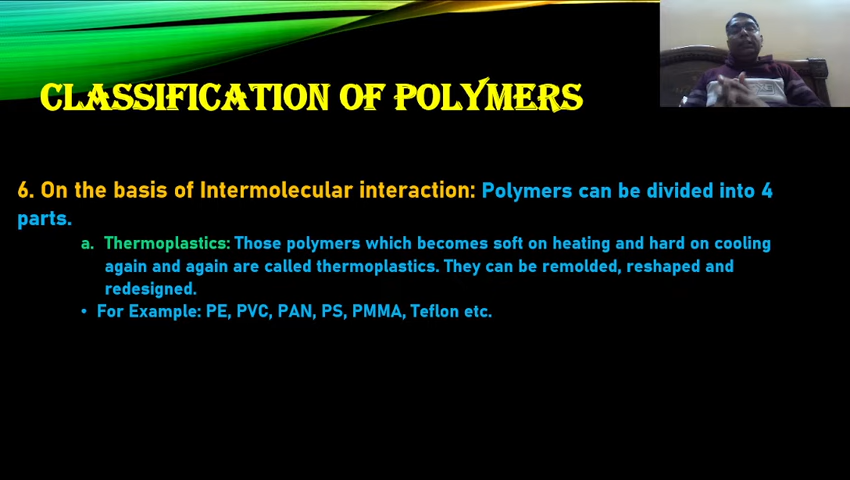 CLASSIFICATION OF POLYMERS
6. On the basis of Intermolecular interaction: Polymers can be divided into 4
parts.
a. Thermoplastics: Those polymers which becomes soft on heating and hard on cooling
again and again are called thermoplastics. They can be remolded, reshaped and
redesigned.
• For Example: PE, PVC, PAN, PS, PMMA, Teflon etc.